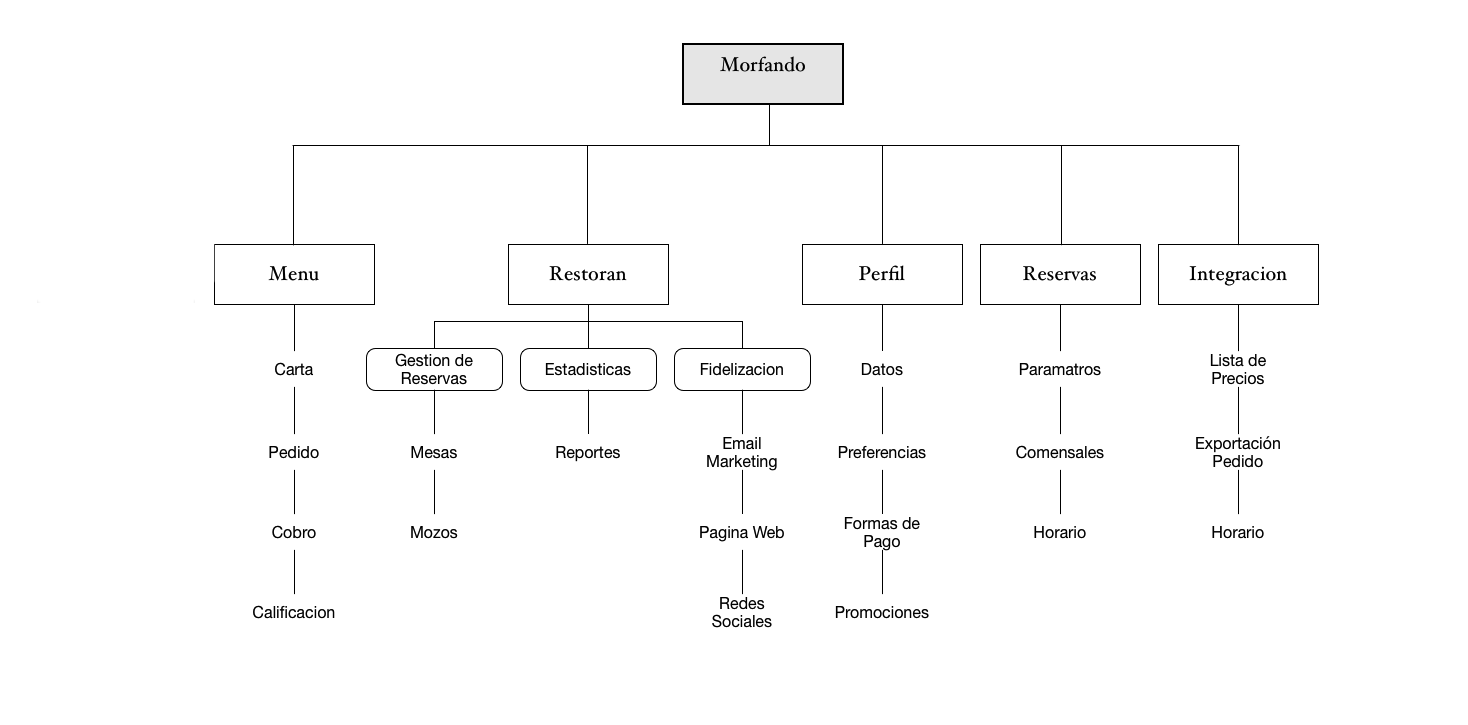 Morfando
Menu
Restoran
Perfil
Reservas
Integracion
Carta
Gestion de
Reservas
Estadisticas
Fidelizacion
Datos
Paramatros
Lista de
Precios
Pedido
Mesas
Reportes
Email
Marketing
Preferencias
Comensales
Exportación
Pedido
Cobro
Mozos
Pagina Web
Formas de
Pago
Horario
Horario
Calificacion
Redes
Sociales
Promociones